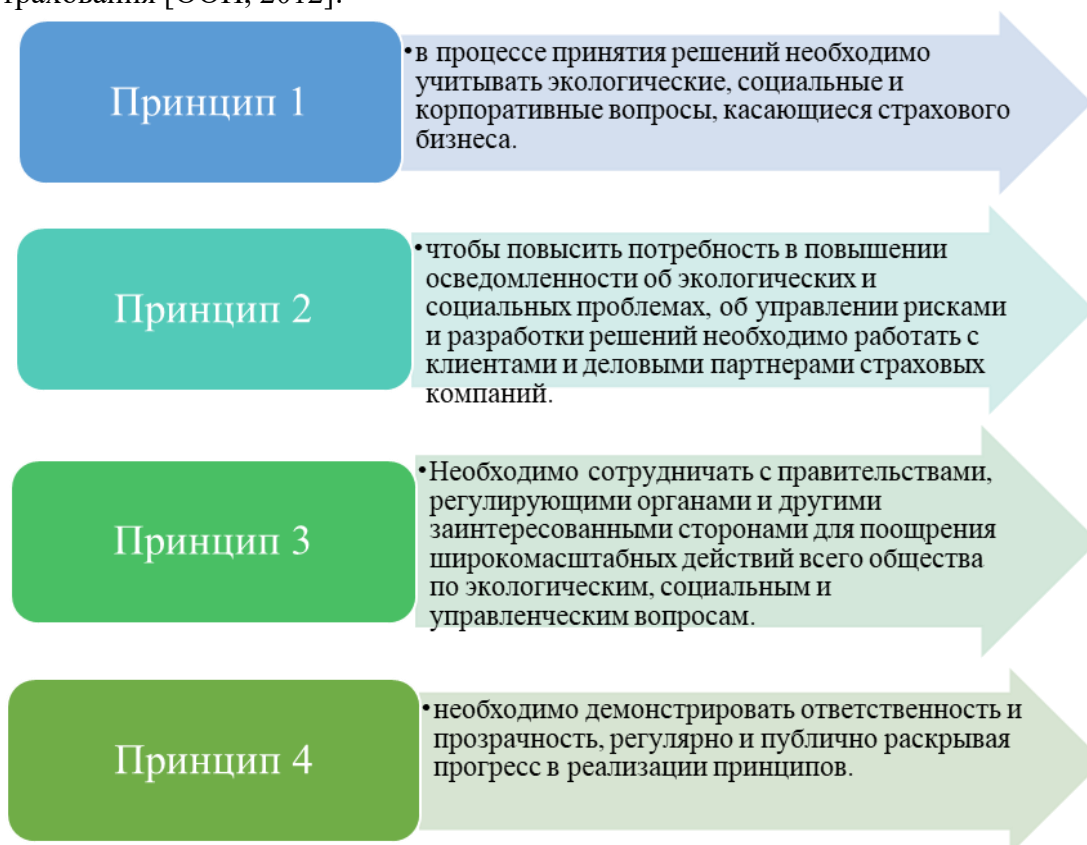 [ООН, 2012].
Принцип 1
•в процессе принятия решений необходимо
учитывать экологические, социальные и
корпоративные вопросы, касающиеся страхового
бизнеса.
Принцип 2
•чтобы повысить потребность в повышении
осведомленности об экологических и
социальных проблемах, об управлении рисками
и разработки решений необходимо работать с
клиентами и деловыми партнерами страховых
компаний.
Принцип 3
•Необходимо сотрудничать с правительствами,
регулирующими органами и другими
заинтересованными сторонами для поощрения
широкомасштабных действий всего общества
по экологическим, социальным и
управленческим вопросам.
Принцип 4
•необходимо демонстрировать ответственность и
прозрачность, регулярно и публично раскрывая
прогресс в реализации принципов.